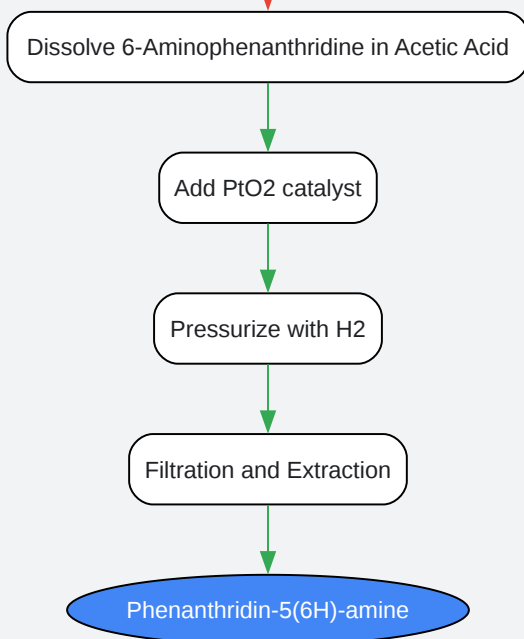 Dissolve 6-Aminophenanthridine in Acetic Acid
Add PtO2 catalyst
Pressurize with H2
Filtration and Extraction
Phenanthridin-5(6H)-amine